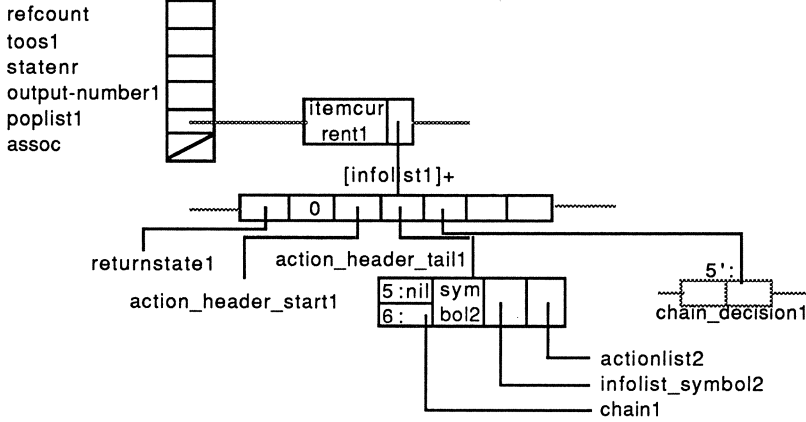 refcount
toos1
statenr
output-number1
poplist1
assoc
itemcur
rent1
[infolist1]+
0
returnstate1
action_header_tail1
action_header_start1
5:nil
sym
6:
bol2
5':
chain_decision1
actionlist2
infolist_symbol2
chain1